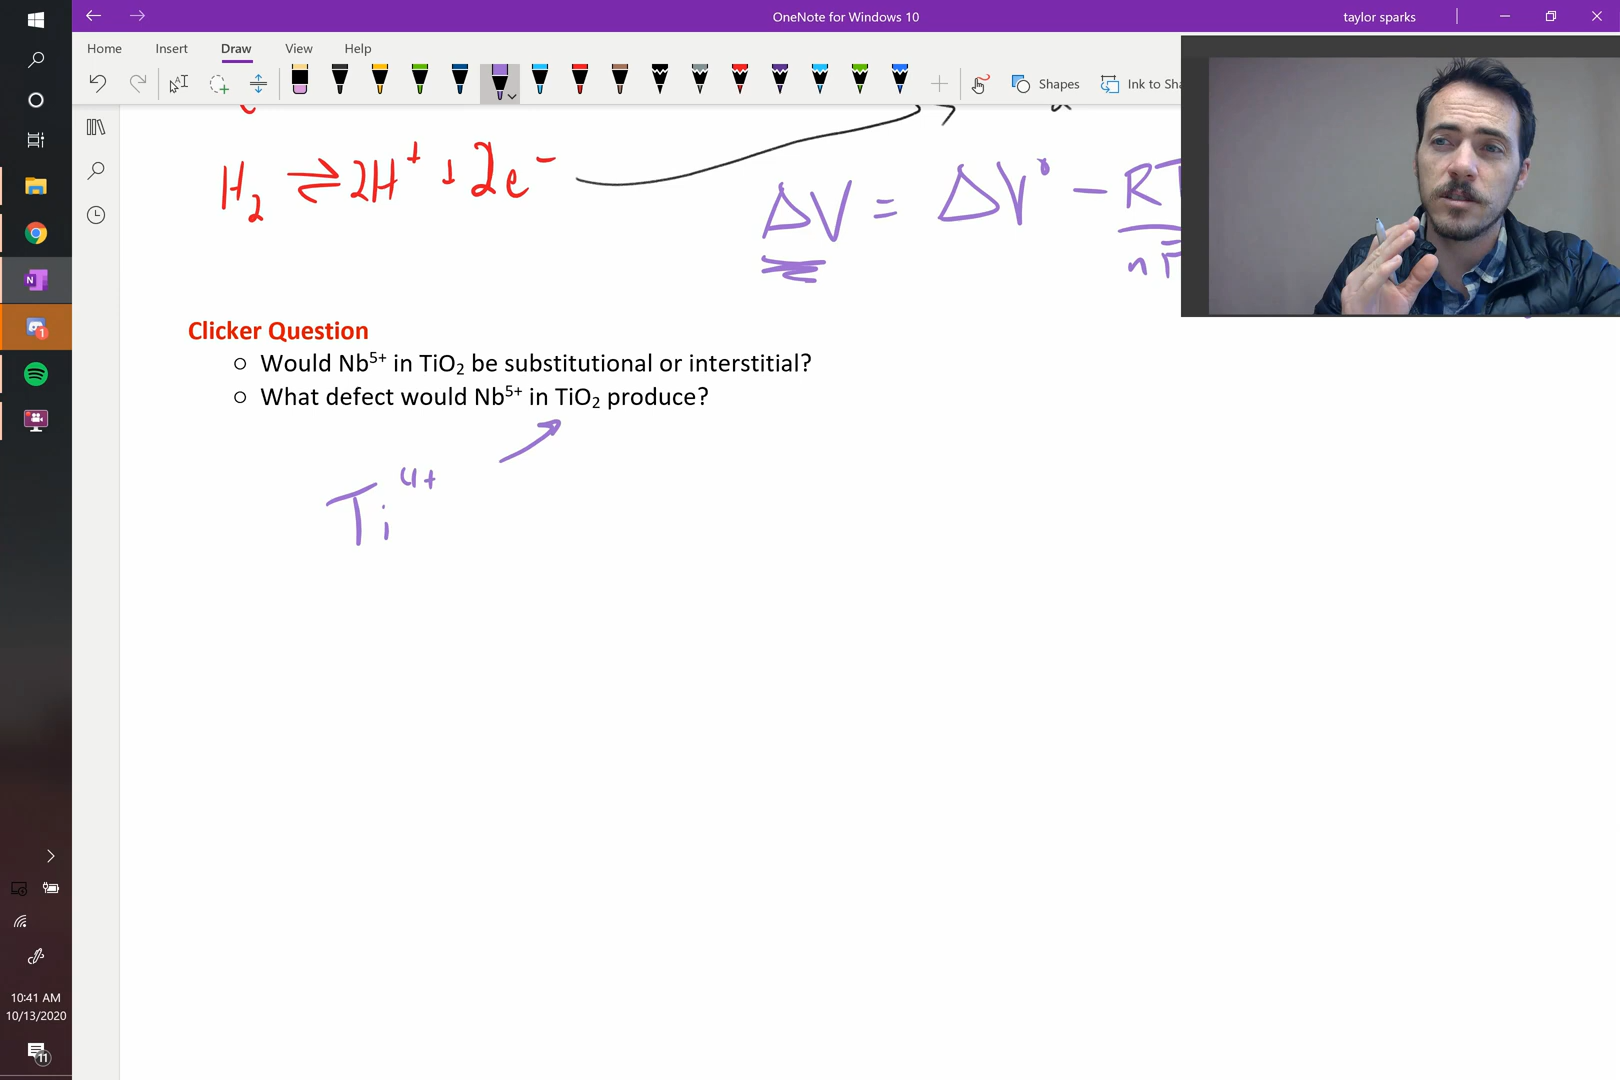 OneNote for Windows 10
taylor sparks
Home Insert Draw View Help
Shapes
Ink to Sha
H₂ ⇌ 2H⁺ + 2e⁻
ΔV = ΔV° − RT
nF
Clicker Question
○ Would Nb⁵⁺ in TiO₂ be substitutional or interstitial?
○ What defect would Nb⁵⁺ in TiO₂ produce?
Ti⁴⁺
10:41 AM
10/13/2020
11